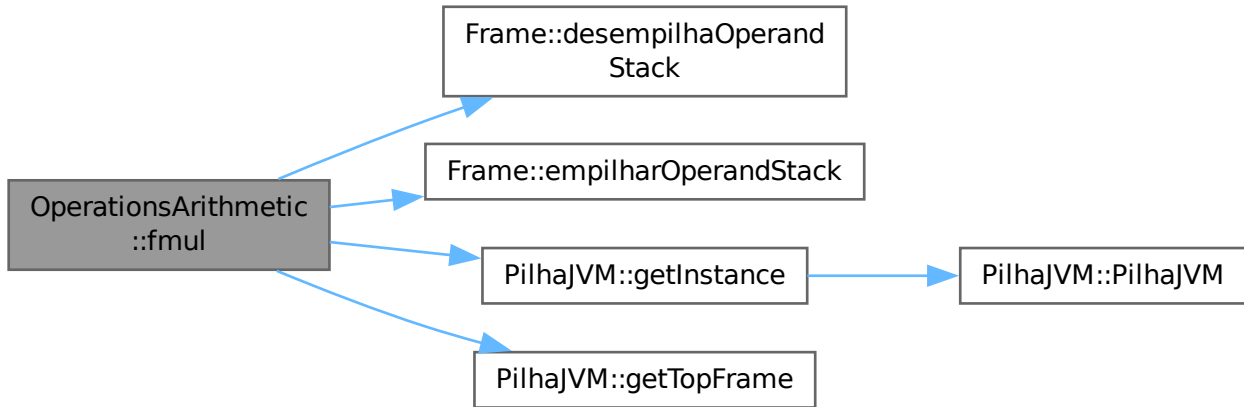 Frame::desempilhaOperand
Stack
Frame::empilharOperandStack
OperationsArithmetic
::fmul
PilhaJVM::getInstance
PilhaJVM::PilhaJVM
PilhaJVM::getTopFrame